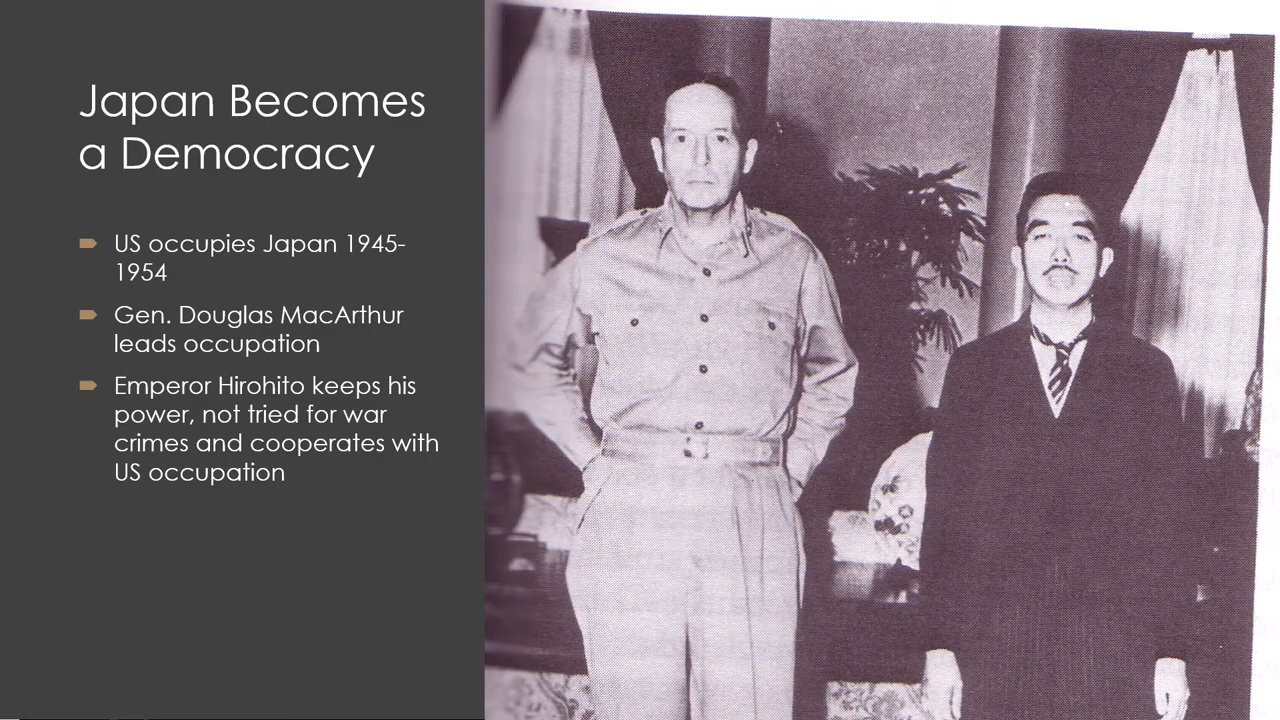 Japan Becomes
a Democracy
US occupies Japan 1945-
1954
Gen. Douglas MacArthur
leads occupation
Emperor Hirohito keeps his
power, not tried for war
crimes and cooperates with
US occupation